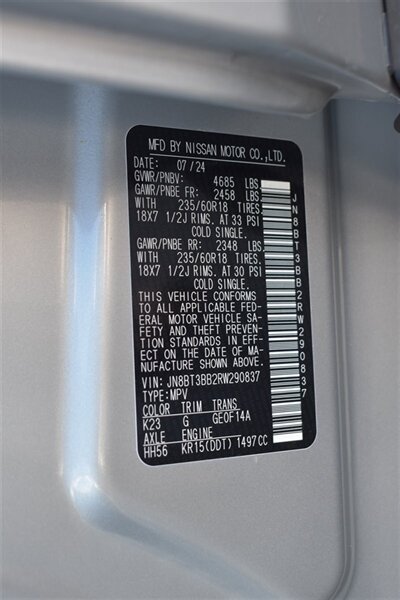 MFD BY NISSAN MOTOR CO.,LTD.
DATE: 07/24
GVWR/PNBV: 4685 LBS
GAWR/PNBE FR: 2458 LBS
WITH 235/60R18 TIRES
18X7 1/2J RIMS. AT 33 PSI
COLD SINGLE.
GAWR/PNBE RR: 2348 LBS
WITH 235/60R18 TIRES.
18X7 1/2J RIMS. AT 30 PSI
COLD SINGLE.
THIS VEHICLE CONFORMS
TO ALL APPLICABLE FED-
ERAL MOTOR VEHICLE SA-
FETY AND THEFT PREVEN-
TION STANDARDS IN EFF-
ECT ON THE DATE OF MA-
NUFACTURE SHOWN ABOVE.
VIN: JN8BT3BB2RW290837
TYPE: MPV
COLOR TRIM TRANS
K23 G GE0F14A
AXLE ENGINE
HH56 KR15(DDT) 1497CC
JN8BT3BB2RW290837